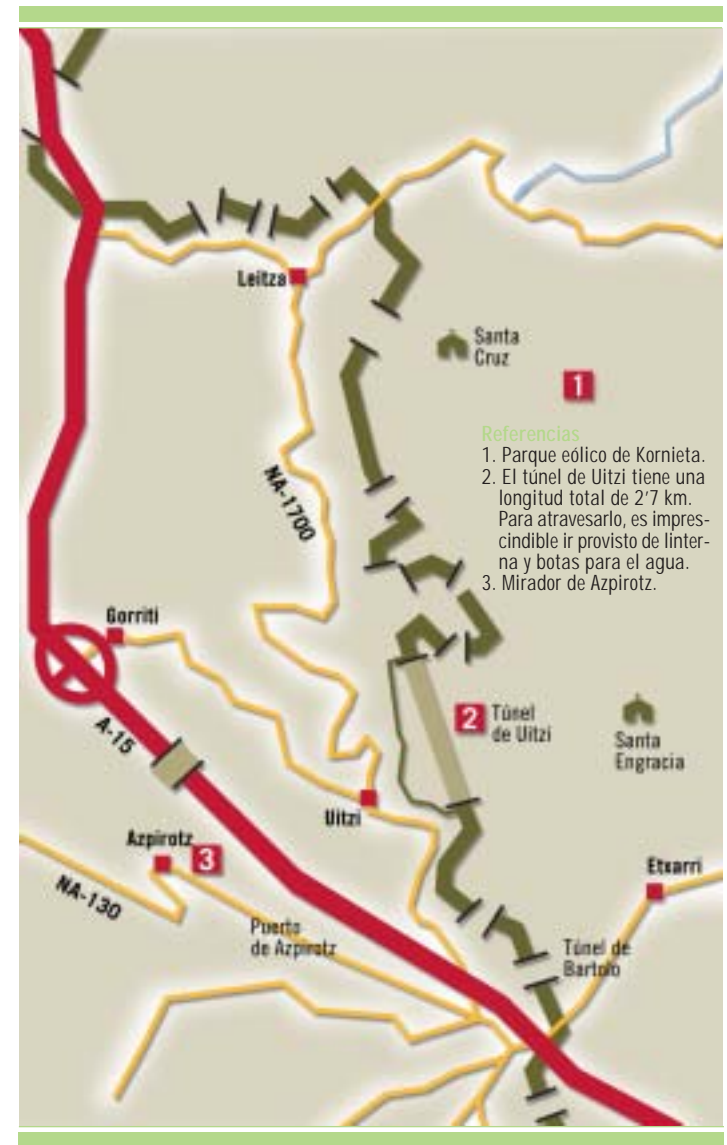 Leitza
Santa
Cruz
1
Referencias
1. Parque eólico de Kornieta.
2. El túnel de Uitzi tiene una
longitud total de 2'7 km.
Para atravesarlo, es impres-
cindible ir provisto de linter-
na y botas para el agua.
3. Mirador de Azpirotz.
NA-1700
Gorriti
A-15
2
Túnel
de Uitzi
Santa
Engracia
Uitzi
Azpirotz
3
NA-130
Puerto
de Azpirotz
Etxarri
Túnel de
Bartolo